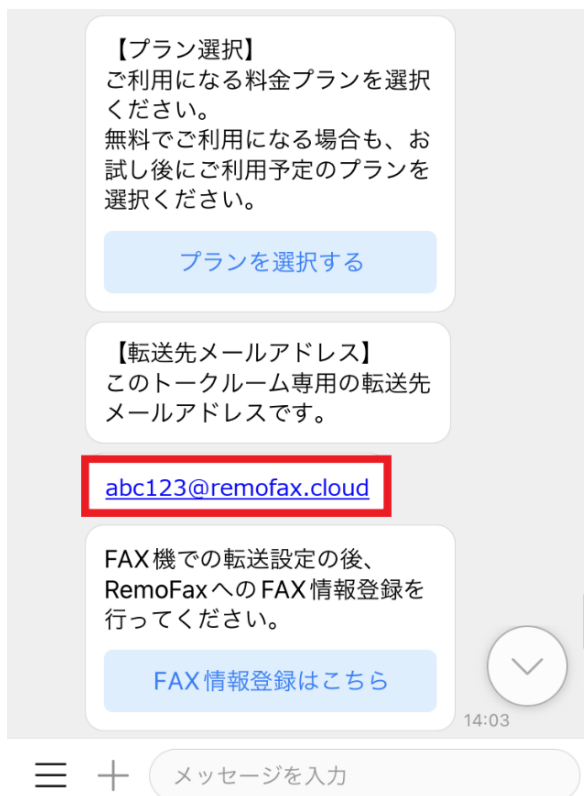 【プラン選択】
ご利用になる料金プランを選択
ください。
無料でご利用になる場合も、お
試し後にご利用予定のプランを
選択ください。
プランを選択する
【転送先メールアドレス】
このトークルーム専用の転送先
メールアドレスです。
abc123@remofax.cloud
FAX機での転送設定の後、
RemoFaxへのFAX情報登録を
行ってください。
FAX情報登録はこちら
14:03
メッセージを入力